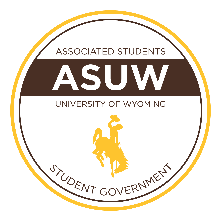 ASSOCIATED STUDENTS
ASUW
UNIVERSITY OF WYOMING
STUDENT GOVERNMENT